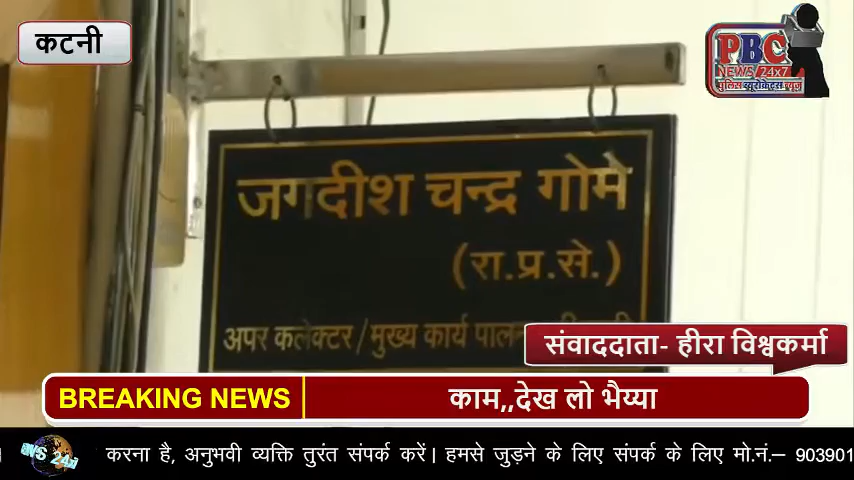 कटनी
PBC
NEWS 24x7
पुलिस ब्यूरोक्रेट्स न्यूज़
जगदीश चन्द्र गोमे
(रा.प्र.से.)
अपर कलेक्टर/मुख्य कार्य
संवाददाता- हीरा विश्वकर्मा
BREAKING NEWS काम,,देख लो भैय्या
करना है, अनुभवी व्यक्ति तुरंत संपर्क करें। हमसे जुड़ने के लिए संपर्क के लिए मो.नं.– 903901